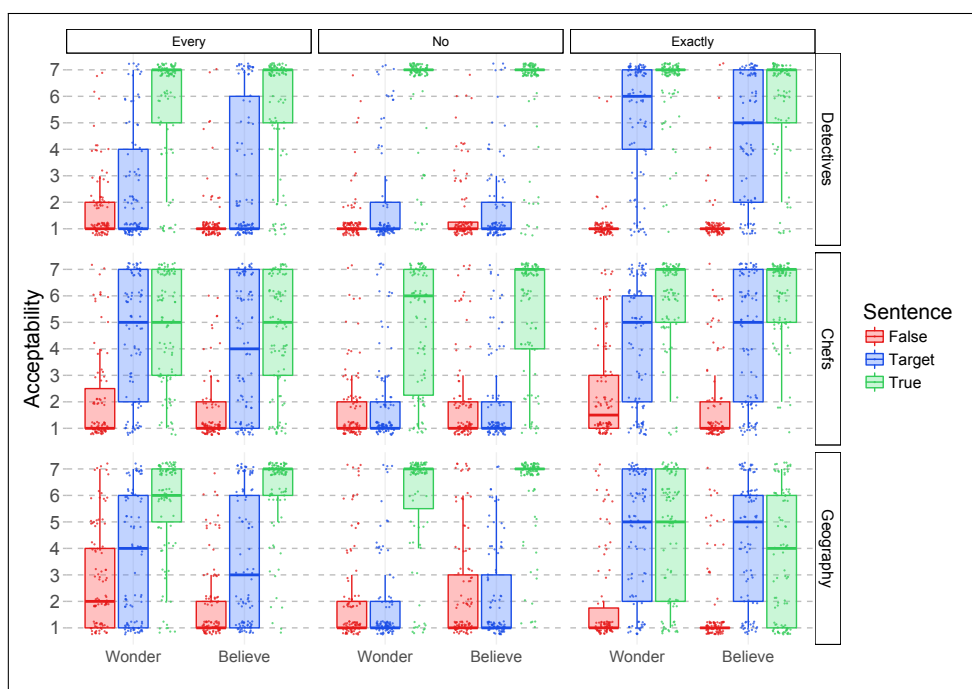 Every No Exactly
7
6
5
4
3
2
1
Detectives
7
6
5
4
3
2
1
Chefs
7
6
5
4
3
2
1
Geography
Acceptability
Sentence
False
Target
True
Wonder Believe Wonder Believe Wonder Believe